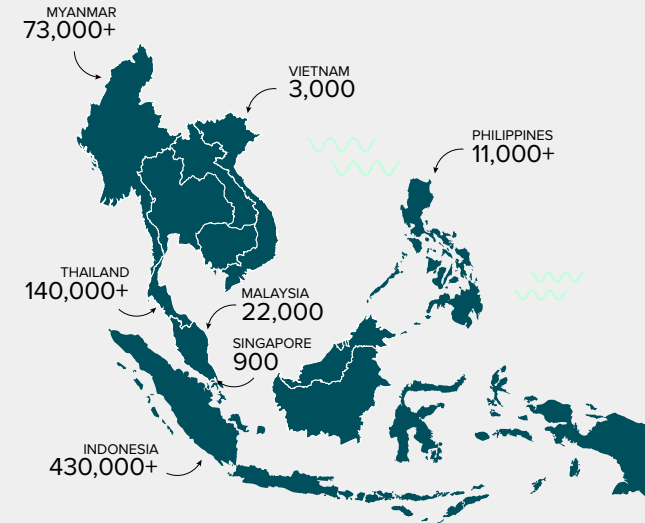 MYANMAR
73,000+
VIETNAM
3,000
PHILIPPINES
11,000+
THAILAND
140,000+
MALAYSIA
22,000
SINGAPORE
900
INDONESIA
430,000+